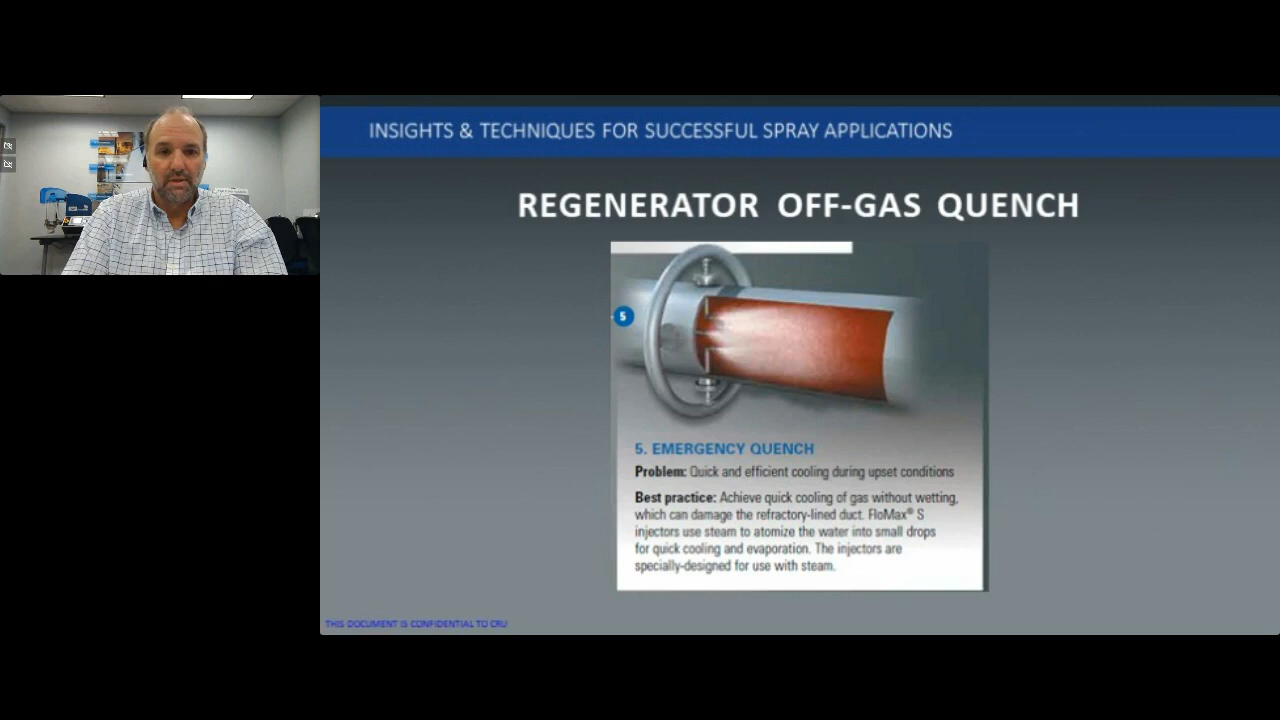 INSIGHTS & TECHNIQUES FOR SUCCESSFUL SPRAY APPLICATIONS
REGENERATOR OFF-GAS QUENCH
5
5. EMERGENCY QUENCH
Problem: Quick and efficient cooling during upset conditions
Best practice: Achieve quick cooling of gas without wetting,
which can damage the refractory-lined duct. FloMax® S
injectors use steam to atomize the water into small drops
for quick cooling and evaporation. The injectors are
specially-designed for use with steam.
THIS DOCUMENT IS CONFIDENTIAL TO CRU